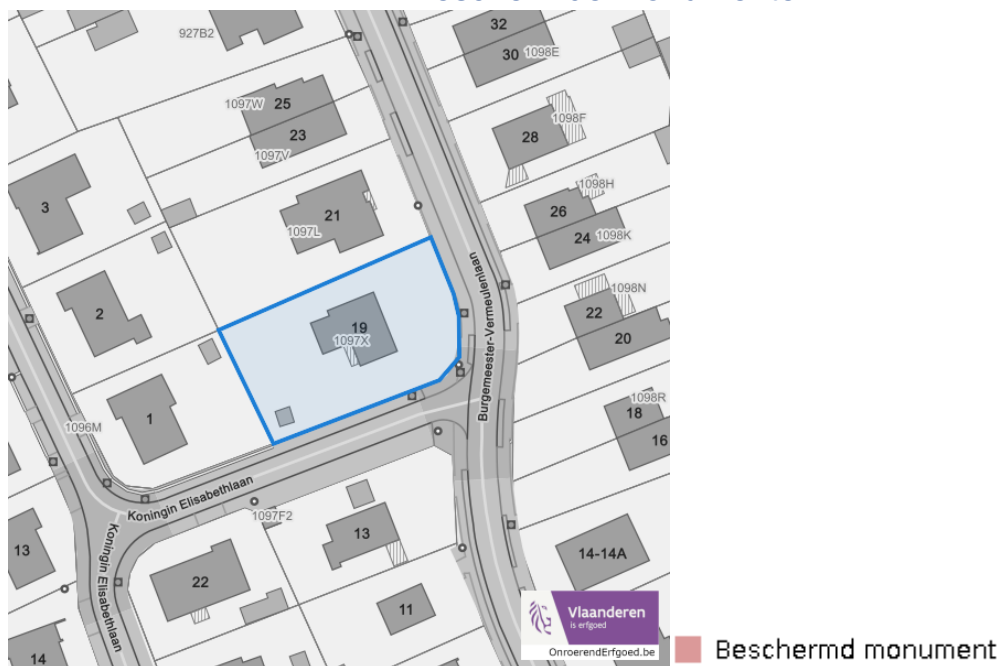 927B2
32
30 1098E
1097W 25
23
1097V
1098F
28
3
1098H
21
26
1097L
24 1098K
Burgemeester-Vermeulenlaan
2
1098N
22
19
1097X
20
1098R
1
18
1096M
16
Koningin Elisabethlaan
1097F2
13
13
Koningin Elisabethlaan
14-14A
22
11
14
Vlaanderen
is erfgoed
OnroerendErfgoed.be
Beschermd monument